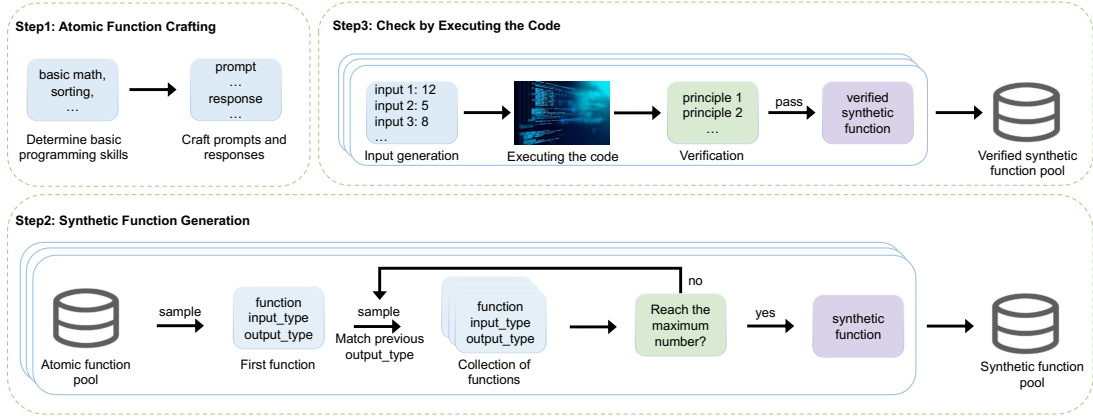 Step1: Atomic Function Crafting
basic math,
sorting,
...
prompt
...
response
...
Determine basic
programming skills
Craft prompts and
responses
Step3: Check by Executing the Code
input 1: 12
input 2: 5
input 3: 8
...
Input generation
Executing the code
principle 1
principle 2
...
Verification
pass
verified
synthetic
function
Verified synthetic
function pool
Step2: Synthetic Function Generation
Atomic function
pool
sample
function
input_type
output_type
First function
sample
Match previous
output_type
function
input_type
output_type
Collection of
functions
no
Reach the
maximum
number?
yes
synthetic
function
Synthetic function
pool